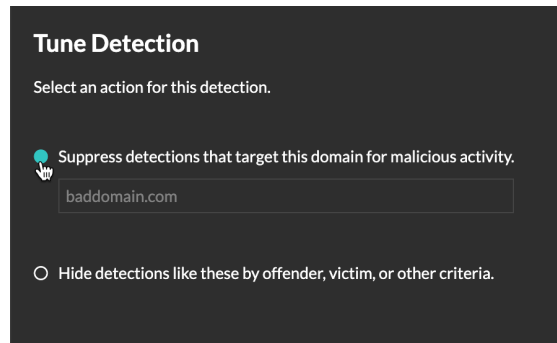 Tune Detection
Select an action for this detection.
Suppress detections that target this domain for malicious activity.
baddomain.com
Hide detections like these by offender, victim, or other criteria.